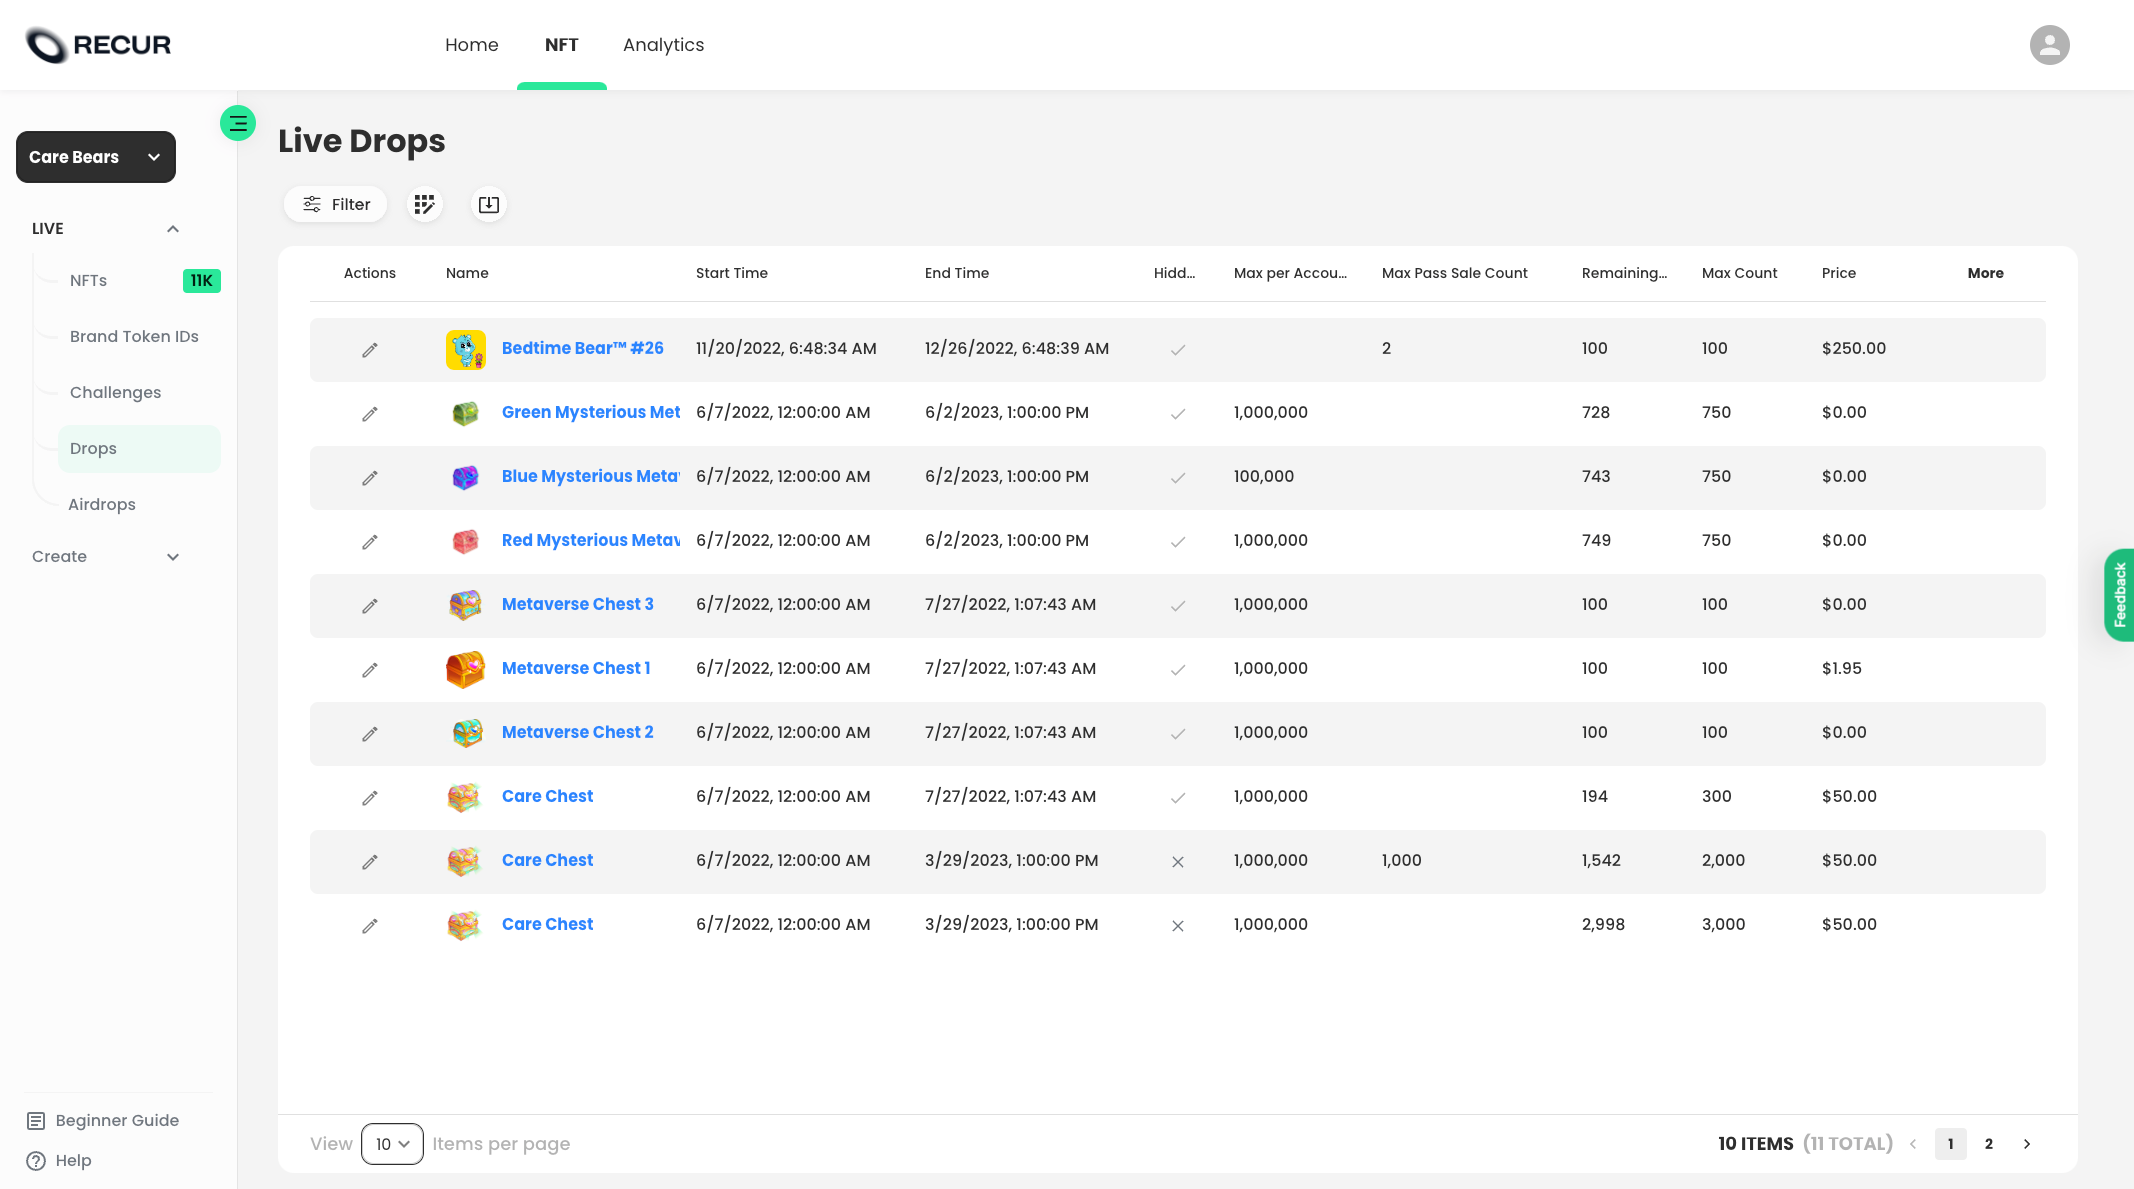 RECUR
Home
NFT
Analytics
Care Bears
LIVE
NFTs
11K
Brand Token IDs
Challenges
Drops
Airdrops
Create
Beginner Guide
Help
Live Drops
Filter
Actions Name Start Time End Time Hidd... Max per Accou... Max Pass Sale Count Remaining... Max Count Price More
Bedtime Bear™ #26 11/20/2022, 6:48:34 AM 12/26/2022, 6:48:39 AM 2 100 100 $250.00
Green Mysterious Met 6/7/2022, 12:00:00 AM 6/2/2023, 1:00:00 PM 1,000,000 728 750 $0.00
Blue Mysterious Meta 6/7/2022, 12:00:00 AM 6/2/2023, 1:00:00 PM 100,000 743 750 $0.00
Red Mysterious Metav 6/7/2022, 12:00:00 AM 6/2/2023, 1:00:00 PM 1,000,000 749 750 $0.00
Metaverse Chest 3 6/7/2022, 12:00:00 AM 7/27/2022, 1:07:43 AM 1,000,000 100 100 $0.00
Metaverse Chest 1 6/7/2022, 12:00:00 AM 7/27/2022, 1:07:43 AM 1,000,000 100 100 $1.95
Metaverse Chest 2 6/7/2022, 12:00:00 AM 7/27/2022, 1:07:43 AM 1,000,000 100 100 $0.00
Care Chest 6/7/2022, 12:00:00 AM 7/27/2022, 1:07:43 AM 1,000,000 194 300 $50.00
Care Chest 6/7/2022, 12:00:00 AM 3/29/2023, 1:00:00 PM 1,000,000 1,000 1,542 2,000 $50.00
Care Chest 6/7/2022, 12:00:00 AM 3/29/2023, 1:00:00 PM 1,000,000 2,998 3,000 $50.00
View 10 Items per page
10 ITEMS (11 TOTAL) 1 2
Feedback